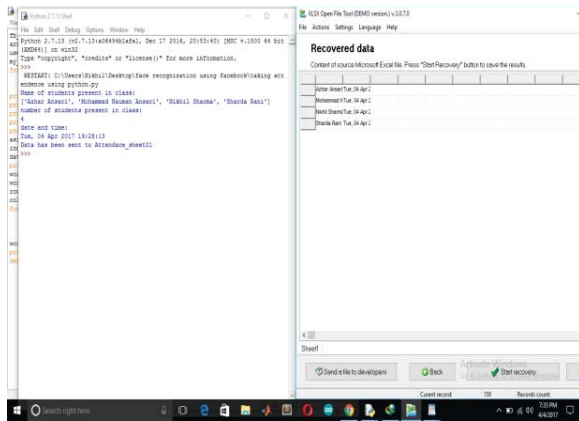 Python 2.7.13 Shell
File Edit Shell Debug Options Window Help
Python 2.7.13 (v2.7.13:a06454b1afa1, Dec 17 2016, 20:53:40) [MSC v.1500 64 bit
(AMD64)] on win32
Type "copyright", "credits" or "license()" for more information.
>>>
RESTART: C:\Users\Nikhil\Desktop\face recognisation using facebook\taking att
endence using python.py
Name of students present in class:
['Azhar Ansari', 'Mohammad Nauman Ansari', 'Nikhil Sharma', 'Sharda Rani']
number of students present in class:
4
date and time:
Tue, 04 Apr 2017 19:28:13
Data has been sent to Attendace_sheet01
>>>
XLSX Open File Tool (DEMO version) v.3.0.7.0
File Actions Settings Language Help
Recovered data
Content of source Microsoft Excel file. Press "Start Recovery" button to save the results.
Azhar Ansari Tue, 04 Apr 2
Mohammad N Tue, 04 Apr 2
Nikhil Sharma Tue, 04 Apr 2
Sharda Rani Tue, 04 Apr 2
Sheet1
Activate Windows
Send a file to developers
Back
Start recovery
Current record:
150
Records count:
Search right here
7:35 PM
4/4/2017